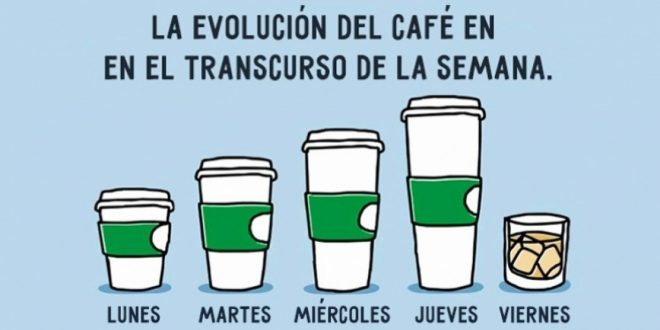 LA EVOLUCIÓN DEL CAFÉ EN
EN EL TRANSCURSO DE LA SEMANA.
LUNES MARTES MIÉRCOLES JUEVES VIERNES